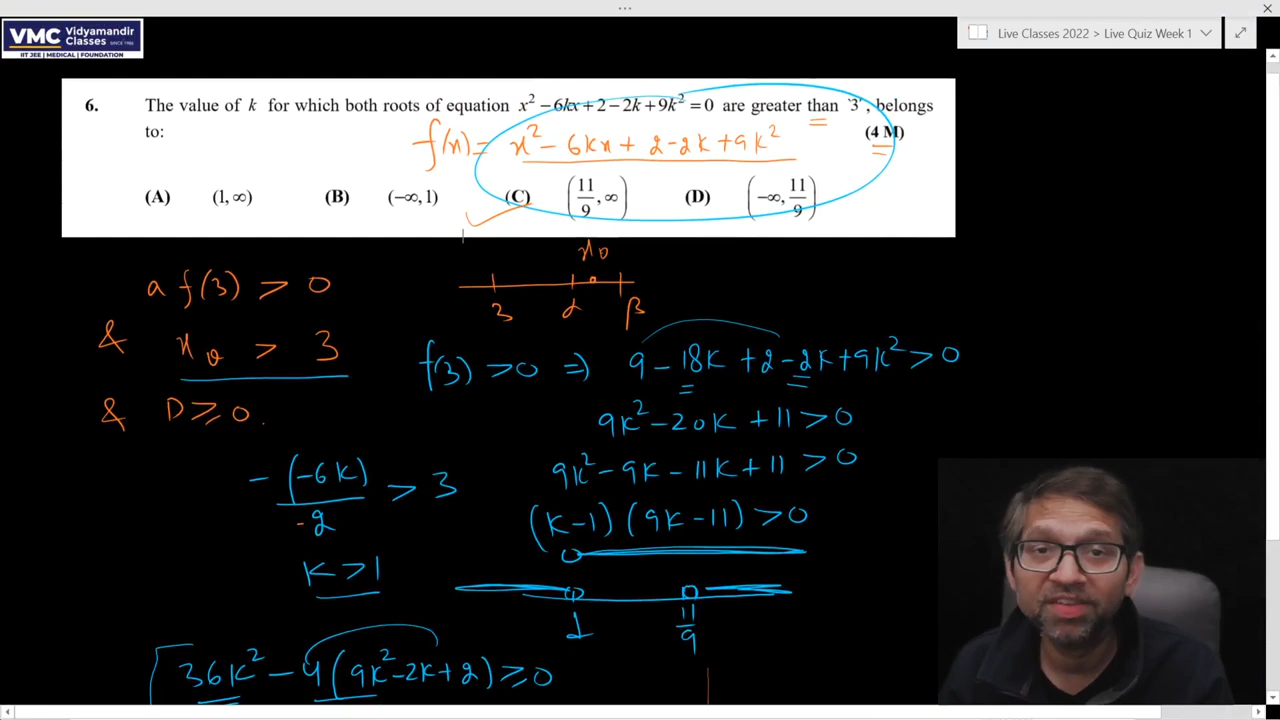 VMC Vidyamandir Classes SINCE 1986
IIT JEE | MEDICAL | FOUNDATION
Live Classes 2022 > Live Quiz Week 1
6. The value of k for which both roots of equation x² − 6kx + 2 − 2k + 9k² = 0 are greater than '3', belongs
to: (4 M)
f(x) = x² − 6kx + 2 − 2k + 9k²
(A) (1, ∞) (B) (−∞, 1) (C) (11/9, ∞) (D) (−∞, 11/9)
x₀
3 α β
a f(3) > 0
& x₀ > 3
& D ≥ 0
−(−6k)/2 > 3
k > 1
f(3) > 0 ⇒ 9 − 18k + 2 − 2k + 9k² > 0
9k² − 20k + 11 > 0
9k² − 9k − 11k + 11 > 0
(k−1) (9k−11) > 0
1 11/9
36k² − 4(9k² − 2k + 2) ≥ 0